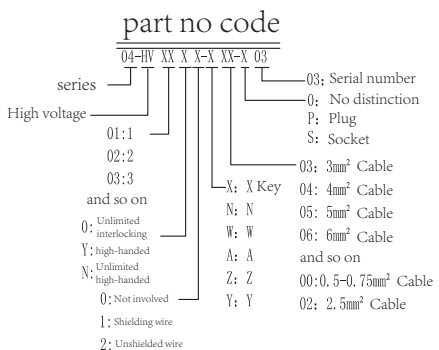 part no code
04-HV XX X X-X XX-X 03
series
High voltage
01:1
02:2
03:3
and so on
0: Unlimited
interlocking
Y: high-handed
N: Unlimited
high-handed
0: Not involved
1: Shielding wire
2: Unshielded wire
X: X Key
N: N
W: W
A: A
Z: Z
Y: Y
03: Serial number
0: No distinction
P: Plug
S: Socket
03: 3mm² Cable
04: 4mm² Cable
05: 5mm² Cable
06: 6mm² Cable
and so on
00:0.5-0.75mm² Cable
02: 2.5mm² Cable